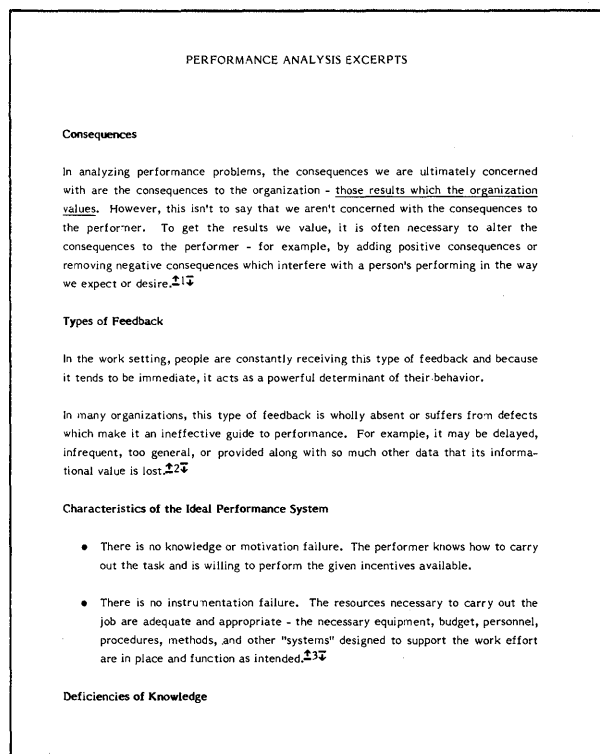 PERFORMANCE ANALYSIS EXCERPTS
Consequences
In analyzing performance problems, the consequences we are ultimately concerned
with are the consequences to the organization - those results which the organization
values. However, this isn't to say that we aren't concerned with the consequences to
the performer. To get the results we value, it is often necessary to alter the
consequences to the performer - for example, by adding positive consequences or
removing negative consequences which interfere with a person's performing in the way
we expect or desire.↑1↓
Types of Feedback
In the work setting, people are constantly receiving this type of feedback and because
it tends to be immediate, it acts as a powerful determinant of their behavior.
In many organizations, this type of feedback is wholly absent or suffers from defects
which make it an ineffective guide to performance. For example, it may be delayed,
infrequent, too general, or provided along with so much other data that its informa-
tional value is lost.↑2↓
Characteristics of the Ideal Performance System
• There is no knowledge or motivation failure. The performer knows how to carry
out the task and is willing to perform the given incentives available.
• There is no instrumentation failure. The resources necessary to carry out the
job are adequate and appropriate - the necessary equipment, budget, personnel,
procedures, methods, and other "systems" designed to support the work effort
are in place and function as intended.↑3↓
Deficiencies of Knowledge